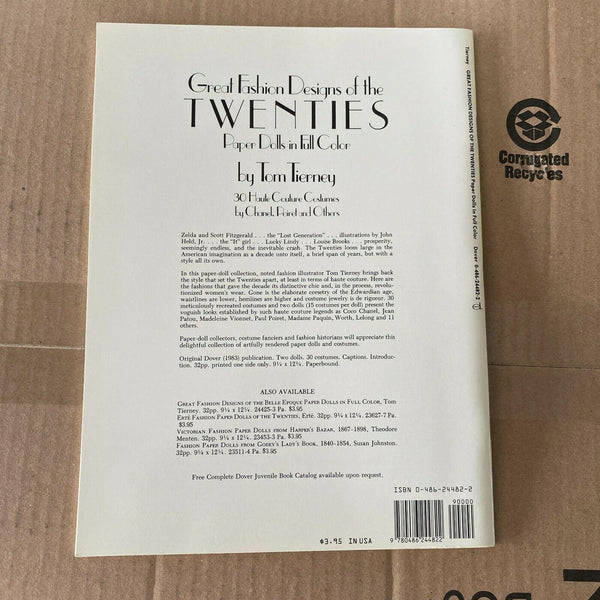 Great Fashion Designs of the
TWENTIES
Paper Dolls in Full Color
by Tom Tierney
30 Haute Couture Costumes
by Chanel, Poiret and Others
Zelda and Scott Fitzgerald . . . the "Lost Generation" . . . illustrations by John
Held, Jr. . . . the "It" girl . . . Lucky Lindy . . . Louise Brooks . . . prosperity,
seemingly endless, and the inevitable crash. The Twenties looms large in the
American imagination as a decade unto itself, a brief span of years, but with a
style all its own.
In this paper-doll collection, noted fashion illustrator Tom Tierney brings back
the style that set the Twenties apart, at least in terms of haute couture. Here are
the fashions that gave the decade its distinctive chic and, in the process, revolu-
tionized women's wear. Gone is the elaborate corsetry of the Edwardian age,
waistlines are lower, hemlines are higher and costume jewelry is de rigueur. 30
meticulously recreated costumes and two dolls (15 costumes per doll) present the
voguish looks established by such haute couture legends as Coco Chanel, Jean
Patou, Madeleine Vionnet, Paul Poiret, Madame Paquin, Worth, Lelong and 11
others.
Paper-doll collectors, costume fanciers and fashion historians will appreciate this
delightful collection of artfully rendered paper dolls and costumes.
Original Dover (1983) publication. Two dolls. 30 costumes. Captions. Introduc-
tion. 32pp. printed one side only. 9¼ x 12¼. Paperbound.
ALSO AVAILABLE
GREAT FASHION DESIGNS OF THE BELLE EPOQUE PAPER DOLLS IN FULL COLOR, Tom
Tierney. 32pp. 9¼ x 12¼. 24425-3 Pa. $3.95
ERTÉ FASHION PAPER DOLLS OF THE TWENTIES, Erté. 32pp. 9¼ x 12¼. 23627-7 Pa.
$3.95
VICTORIAN FASHION PAPER DOLLS FROM HARPER'S BAZAR, 1867–1898, Theodore
Menten. 32pp. 9¼ x 12¼. 23453-3 Pa. $3.95
FASHION PAPER DOLLS FROM GODEY'S LADY'S BOOK, 1840–1854, Susan Johnston.
32pp. 9¼ x 12¼. 23511-4 Pa. $3.95
Free Complete Dover Juvenile Book Catalog available upon request.
ISBN 0-486-24482-2
90000
9 780486 244822
$3.95 IN USA
Tierney GREAT FASHION DESIGNS OF THE TWENTIES Paper Dolls in Full Color Dover 0-486-24482-2
Corrugated
Recycles